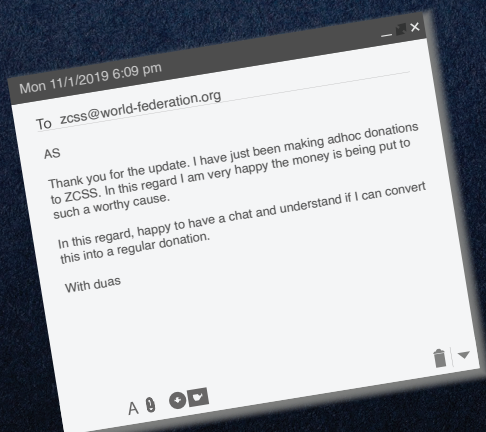 Mon 11/1/2019 6:09 pm
To zcss@world-federation.org
AS
Thank you for the update. I have just been making adhoc donations
to ZCSS. In this regard I am very happy the money is being put to
such a worthy cause.
In this regard, happy to have a chat and understand if I can convert
this into a regular donation.
With duas
A